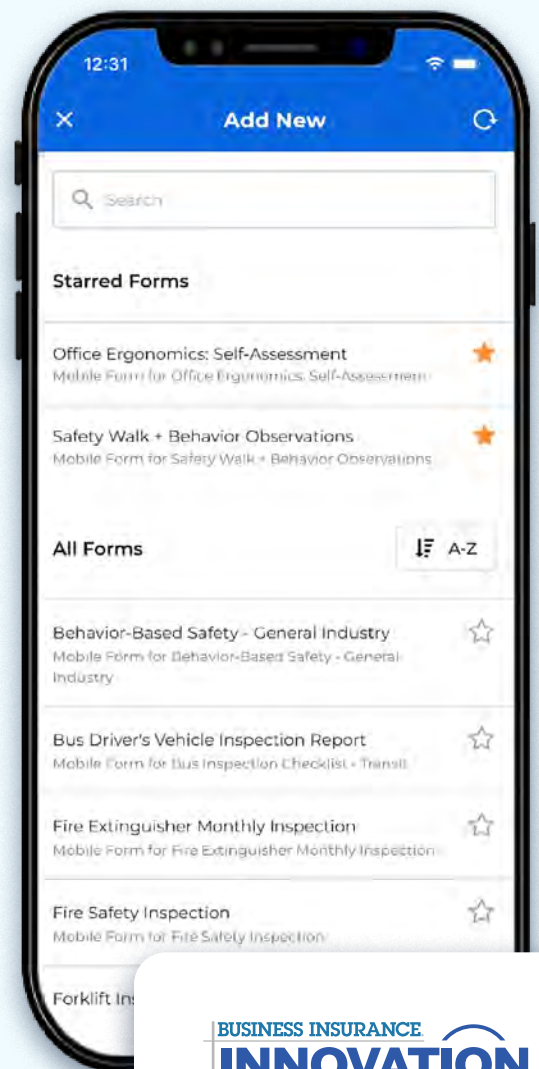 12:31
Add New
Search
Starred Forms
Office Ergonomics: Self-Assessment
Mobile Form for Office Ergonomics: Self-Assessment
Safety Walk + Behavior Observations
Mobile Form for Safety Walk + Behavior Observations
All Forms
A-Z
Behavior-Based Safety - General Industry
Mobile Form for Behavior-Based Safety - General
Industry
Bus Driver's Vehicle Inspection Report
Mobile Form for Bus Inspection Checklist - Transit
Fire Extinguisher Monthly Inspection
Mobile Form for Fire Extinguisher Monthly Inspection
Fire Safety Inspection
Mobile Form for Fire Safety Inspection
Forklift Ins
BUSINESS INSURANCE.
INNOVATION